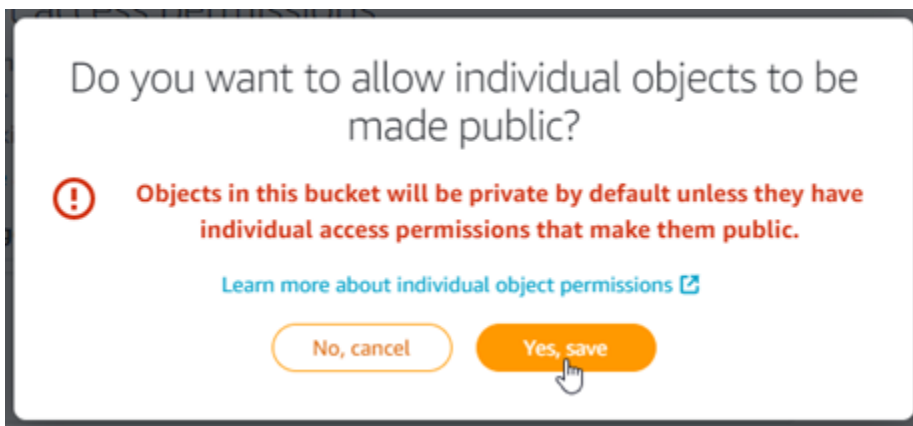 access permissions
Do you want to allow individual objects to be
made public?
Objects in this bucket will be private by default unless they have
individual access permissions that make them public.
Learn more about individual object permissions
No, cancel
Yes, save